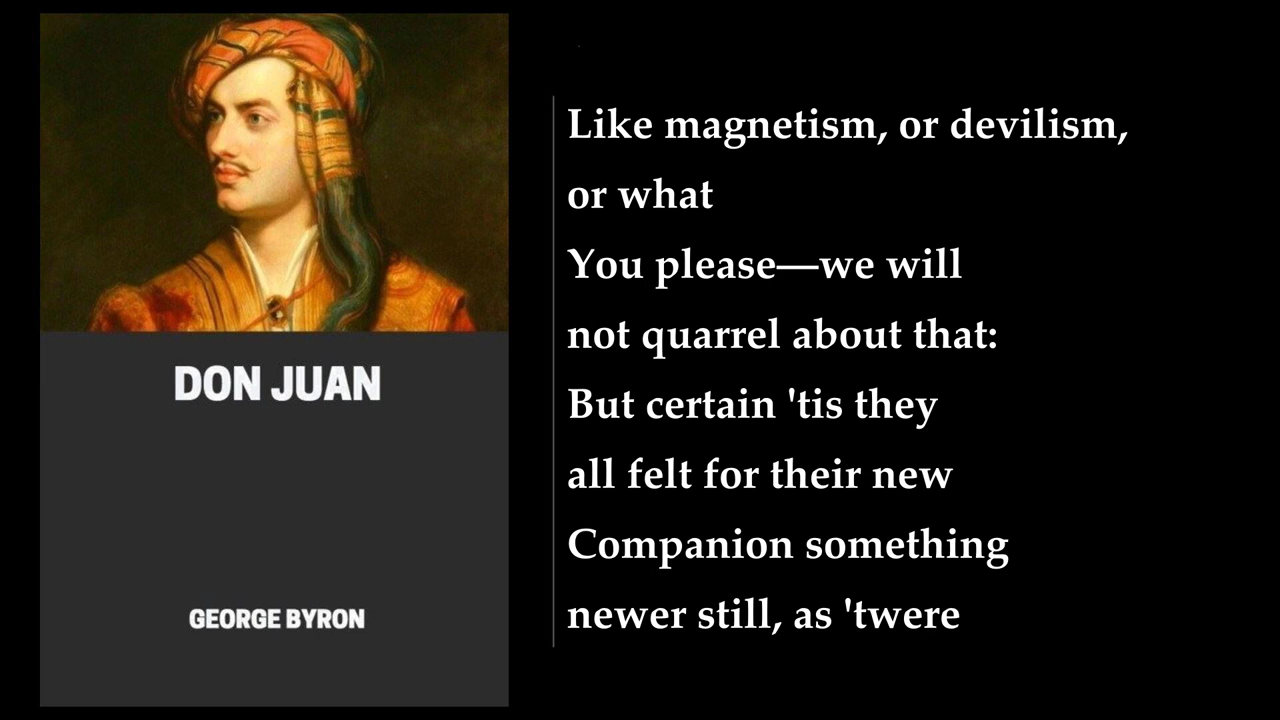 DON JUAN
GEORGE BYRON
Like magnetism, or devilism,
or what
You please—we will
not quarrel about that:
But certain 'tis they
all felt for their new
Companion something
newer still, as 'twere